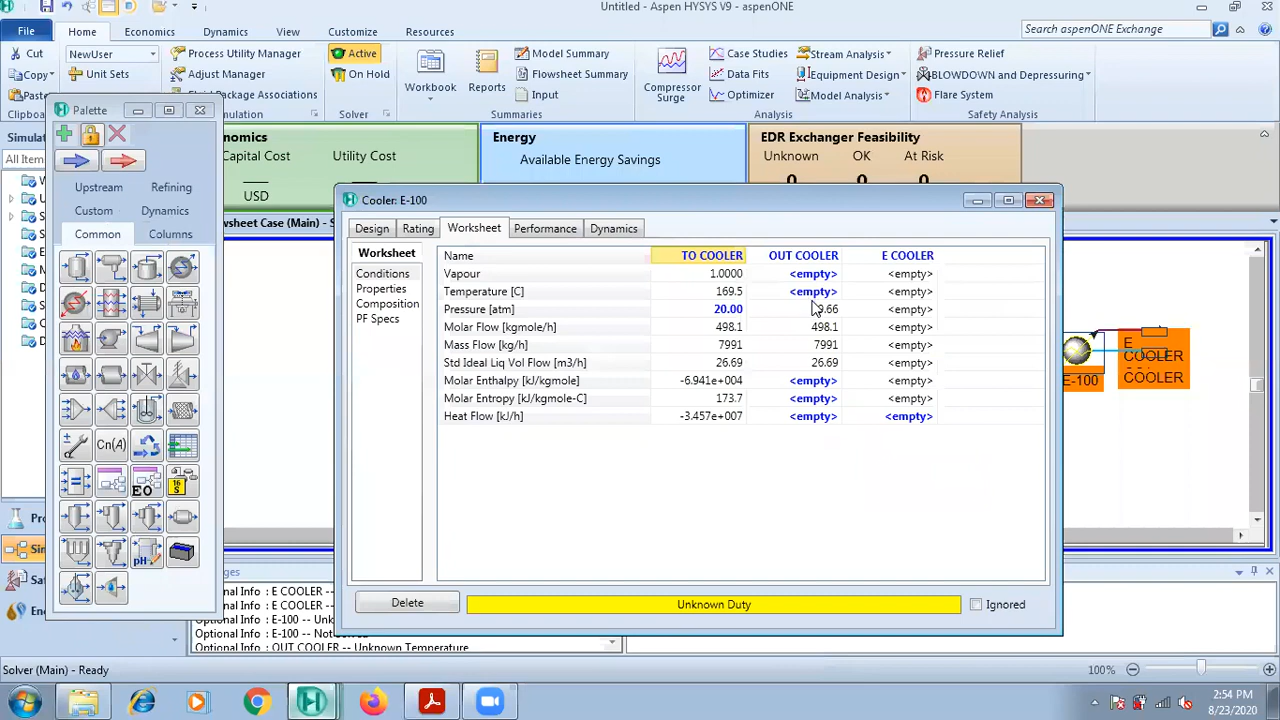 Untitled - Aspen HYSYS V9 - aspenONE
File Home Economics Dynamics View Customize Resources
Search aspenONE Exchange
Cut NewUser Process Utility Manager Active Model Summary Case Studies Stream Analysis Pressure Relief
Copy Unit Sets Adjust Manager On Hold Workbook Reports Flowsheet Summary Compressor Surge Data Fits Equipment Design BLOWDOWN and Depressuring
Fluid Package Associations Input Optimizer Model Analysis Flare System
Solver Summaries Analysis Safety Analysis
Palette
Energy
EDR Exchanger Feasibility
Capital Cost Utility Cost
Available Energy Savings
Unknown OK At Risk
USD
0 0 0
Upstream Refining
Custom Dynamics
Common Columns
Cn(A)
EO
16
S
pH
Cooler: E-100
Design Rating Worksheet Performance Dynamics
Worksheet
Conditions
Properties
Composition
PF Specs
Name TO COOLER OUT COOLER E COOLER
Vapour 1.0000 <empty> <empty>
Temperature [C] 169.5 <empty> <empty>
Pressure [atm] 20.00 9.66 <empty>
Molar Flow [kgmole/h] 498.1 498.1 <empty>
Mass Flow [kg/h] 7991 7991 <empty>
Std Ideal Liq Vol Flow [m3/h] 26.69 26.69 <empty>
Molar Enthalpy [kJ/kgmole] -6.941e+004 <empty> <empty>
Molar Entropy [kJ/kgmole-C] 173.7 <empty> <empty>
Heat Flow [kJ/h] -3.457e+007 <empty> <empty>
Delete Unknown Duty Ignored
E
COOLER
COOLER
E-100
Optional Info : E-100 -- Not
Optional Info : OUT COOLER -- Unknown Temperature
Solver (Main) - Ready
100%
2:54 PM
8/23/2020